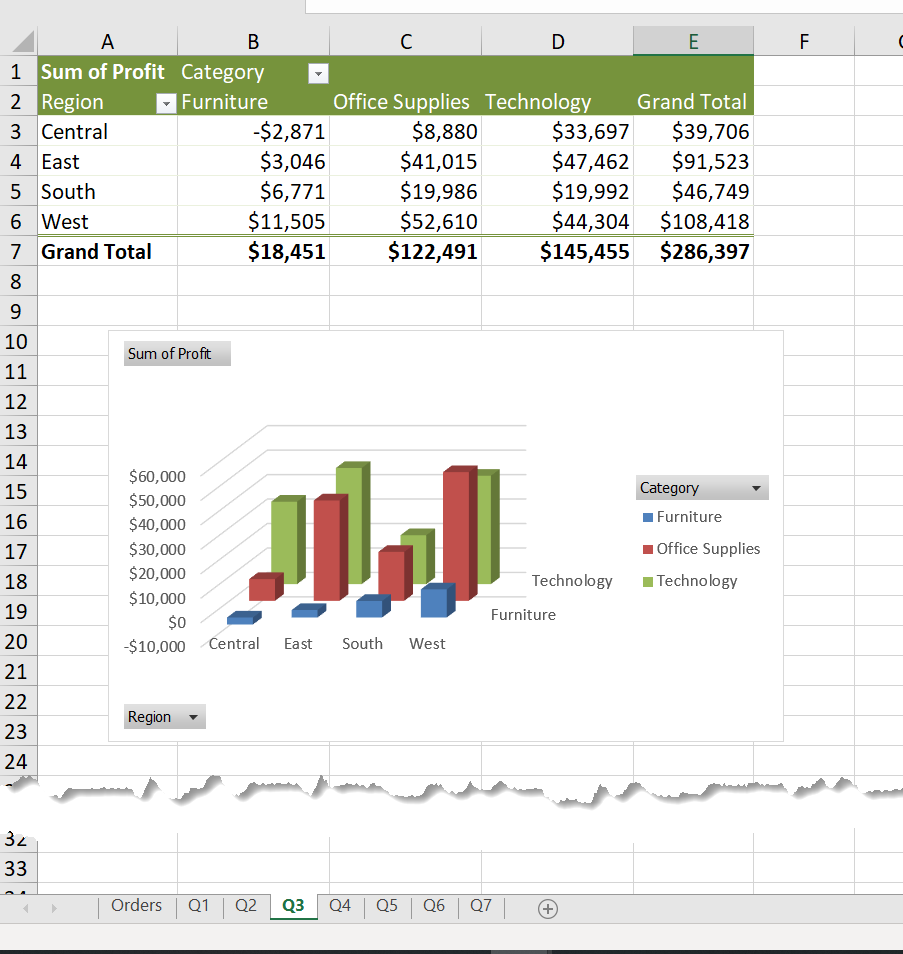 A B C D E F
1 Sum of Profit Category
2 Region Furniture Office Supplies Technology Grand Total
3 Central -$2,871 $8,880 $33,697 $39,706
4 East $3,046 $41,015 $47,462 $91,523
5 South $6,771 $19,986 $19,992 $46,749
6 West $11,505 $52,610 $44,304 $108,418
7 Grand Total $18,451 $122,491 $145,455 $286,397
8
9
10
11
12
13
14
15
16
17
18
19
20
21
22
23
24
Sum of Profit
$60,000
$50,000
$40,000
$30,000
$20,000
$10,000
$0
-$10,000
Central East South West
Technology
Furniture
Category
Furniture
Office Supplies
Technology
Region
32
33
Orders Q1 Q2 Q3 Q4 Q5 Q6 Q7